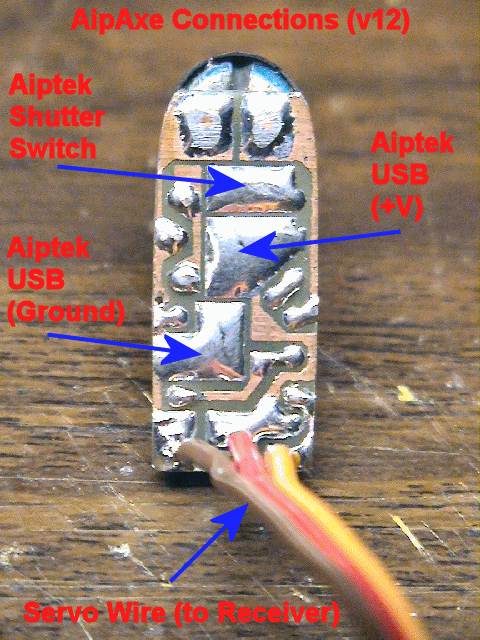 AipAxe Connections (v12)
Aiptek
Shutter
Switch
Aiptek
USB
(+V)
Aiptek
USB
(Ground)
Servo Wire (to Receiver)